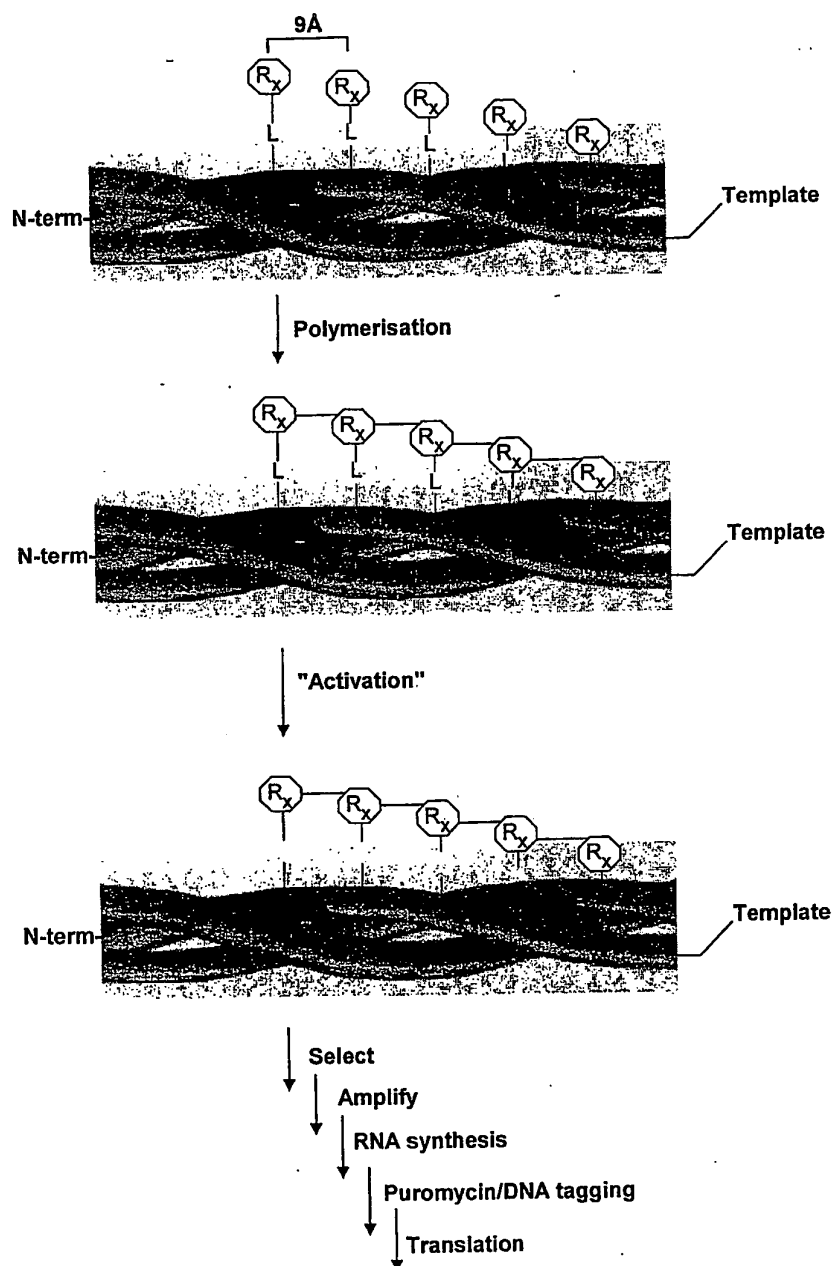 9Å
Rx Rx Rx Rx Rx
L L L L
N-term
Template
Polymerisation
Rx Rx Rx Rx Rx
L L L
N-term
Template
"Activation"
Rx Rx Rx Rx Rx
N-term
Template
Select
Amplify
RNA synthesis
Puromycin/DNA tagging
Translation